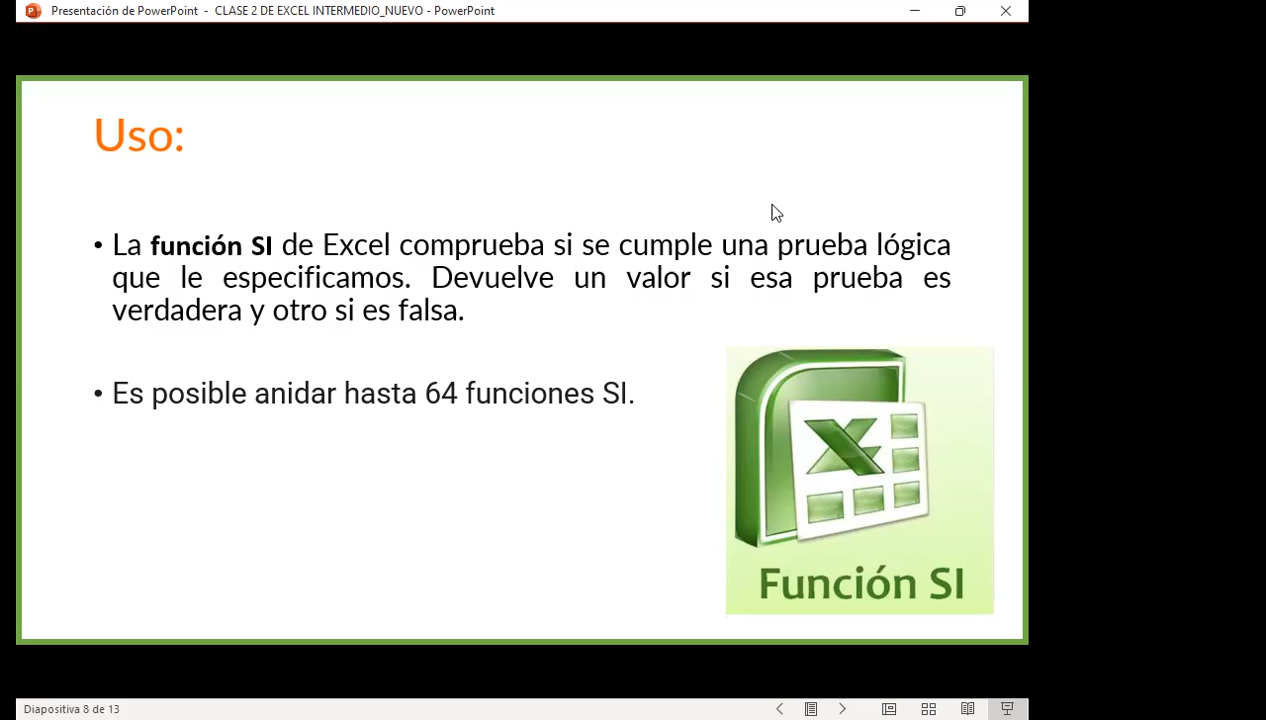 Presentación de PowerPoint - CLASE 2 DE EXCEL INTERMEDIO_NUEVO - PowerPoint
Uso:
• La función SI de Excel comprueba si se cumple una prueba lógica
que le especificamos. Devuelve un valor si esa prueba es
verdadera y otro si es falsa.
• Es posible anidar hasta 64 funciones SI.
Función SI
Diapositiva 8 de 13